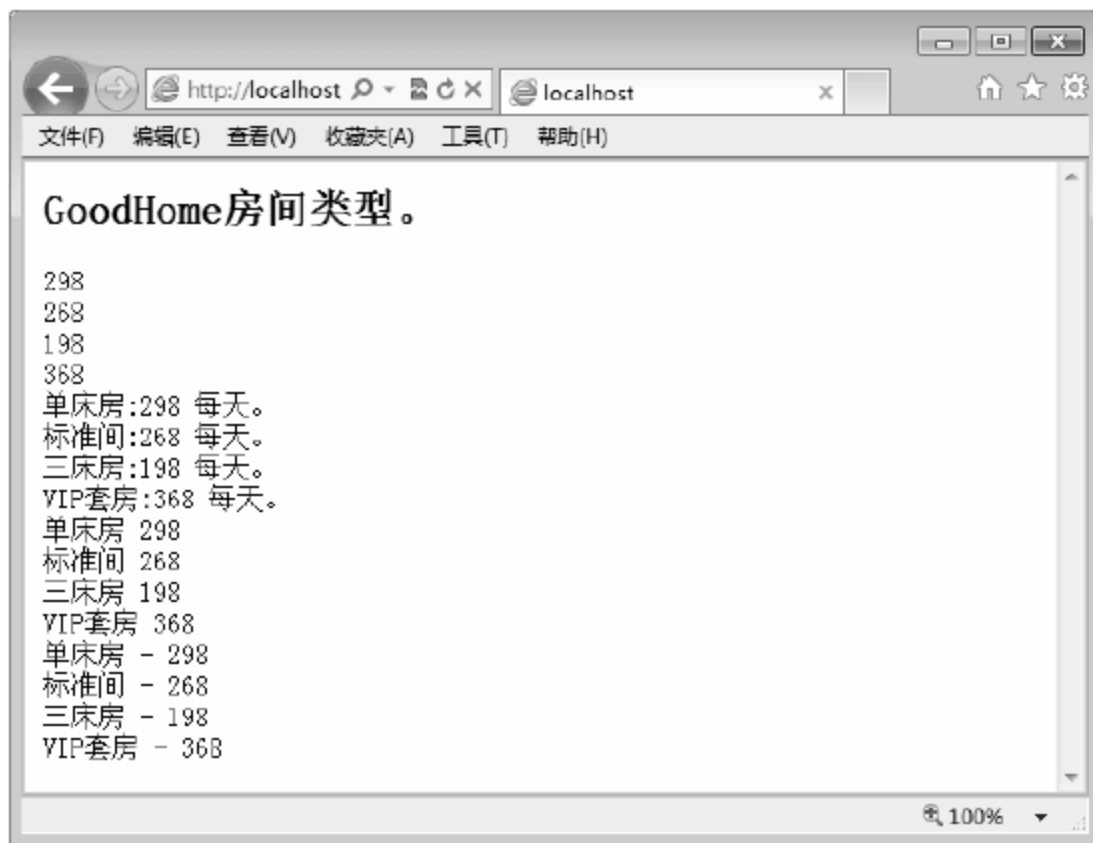 http://localhost
localhost
文件(F) 编辑(E) 查看(V) 收藏夹(A) 工具(T) 帮助(H)
GoodHome房间类型。
298
268
198
368
单床房:298 每天。
标准间:268 每天。
三床房:198 每天。
VIP套房:368 每天。
单床房 298
标准间 268
三床房 198
VIP套房 368
单床房 - 298
标准间 - 268
三床房 - 198
VIP套房 - 368
100%